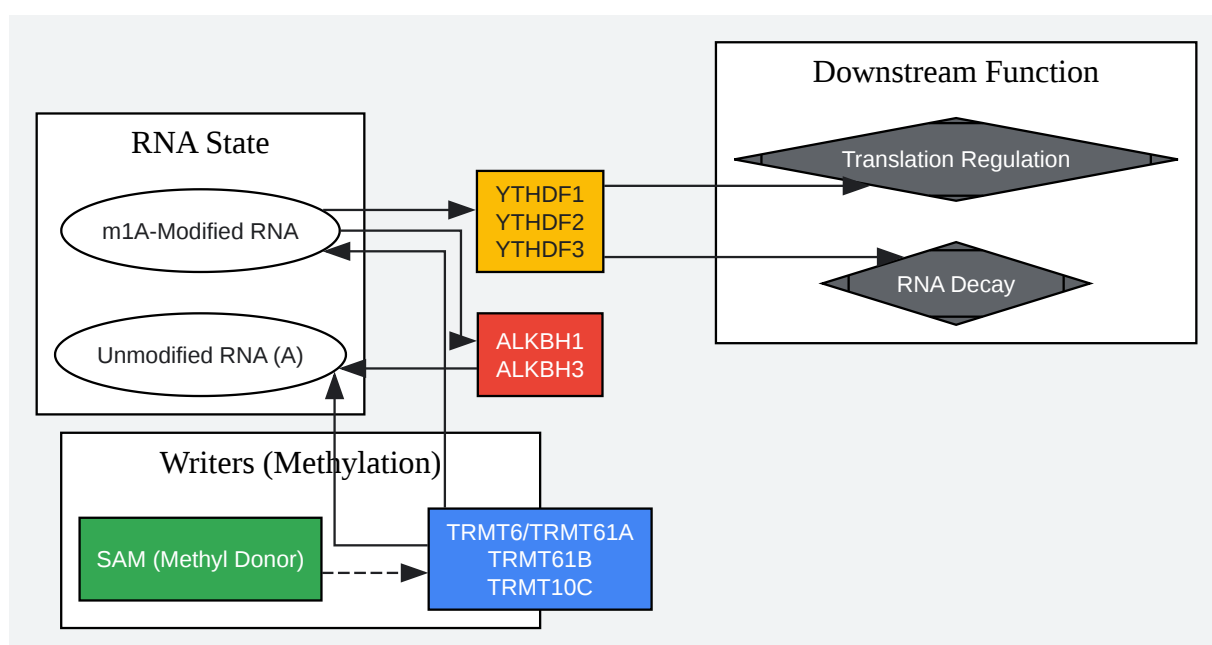 Downstream Function
Translation Regulation
RNA Decay
RNA State
m1A-Modified RNA
Unmodified RNA (A)
YTHDF1
YTHDF2
YTHDF3
ALKBH1
ALKBH3
Writers (Methylation)
SAM (Methyl Donor)
TRMT6/TRMT61A
TRMT61B
TRMT10C